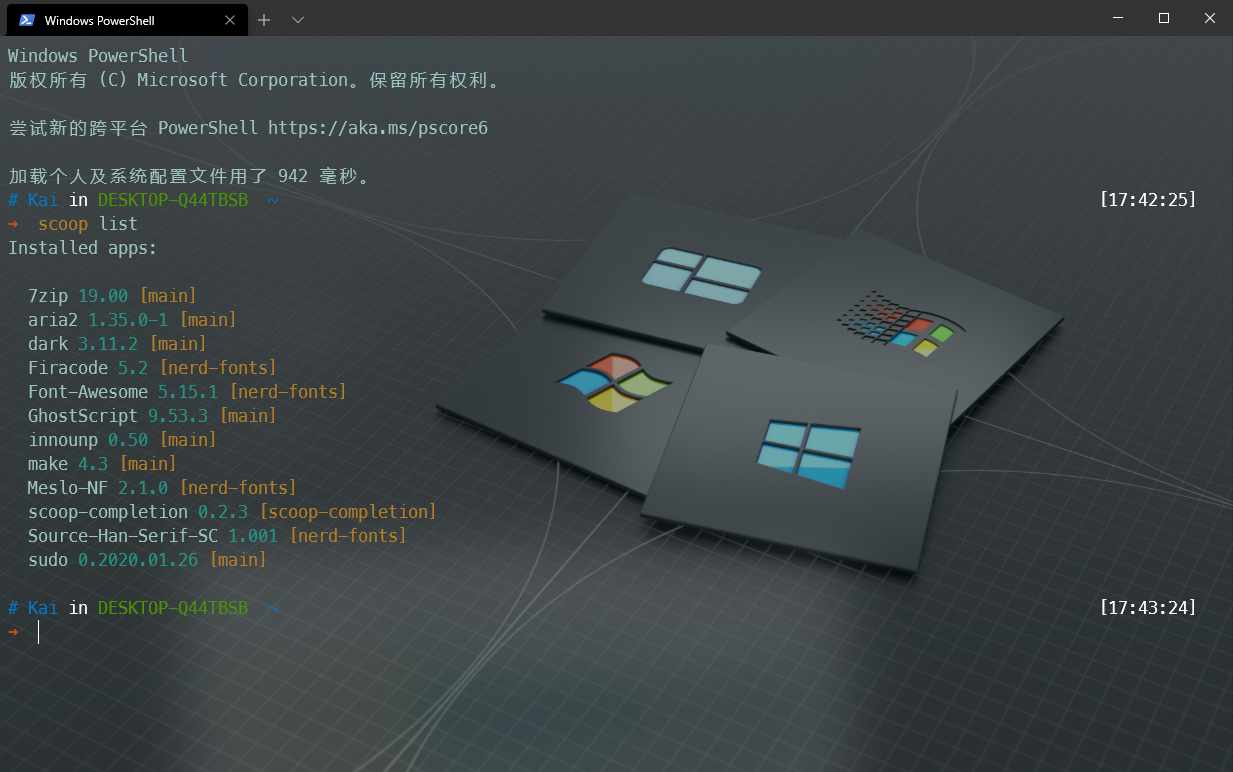 Windows PowerShell
Windows PowerShell
版权所有 (C) Microsoft Corporation。保留所有权利。
尝试新的跨平台 PowerShell https://aka.ms/pscore6
加载个人及系统配置文件用了 942 毫秒。
# Kai in DESKTOP-Q44TBSB ~ [17:42:25]
→ scoop list
Installed apps:
7zip 19.00 [main]
aria2 1.35.0-1 [main]
dark 3.11.2 [main]
Firacode 5.2 [nerd-fonts]
Font-Awesome 5.15.1 [nerd-fonts]
GhostScript 9.53.3 [main]
innounp 0.50 [main]
make 4.3 [main]
Meslo-NF 2.1.0 [nerd-fonts]
scoop-completion 0.2.3 [scoop-completion]
Source-Han-Serif-SC 1.001 [nerd-fonts]
sudo 0.2020.01.26 [main]
# Kai in DESKTOP-Q44TBSB ~ [17:43:24]
→